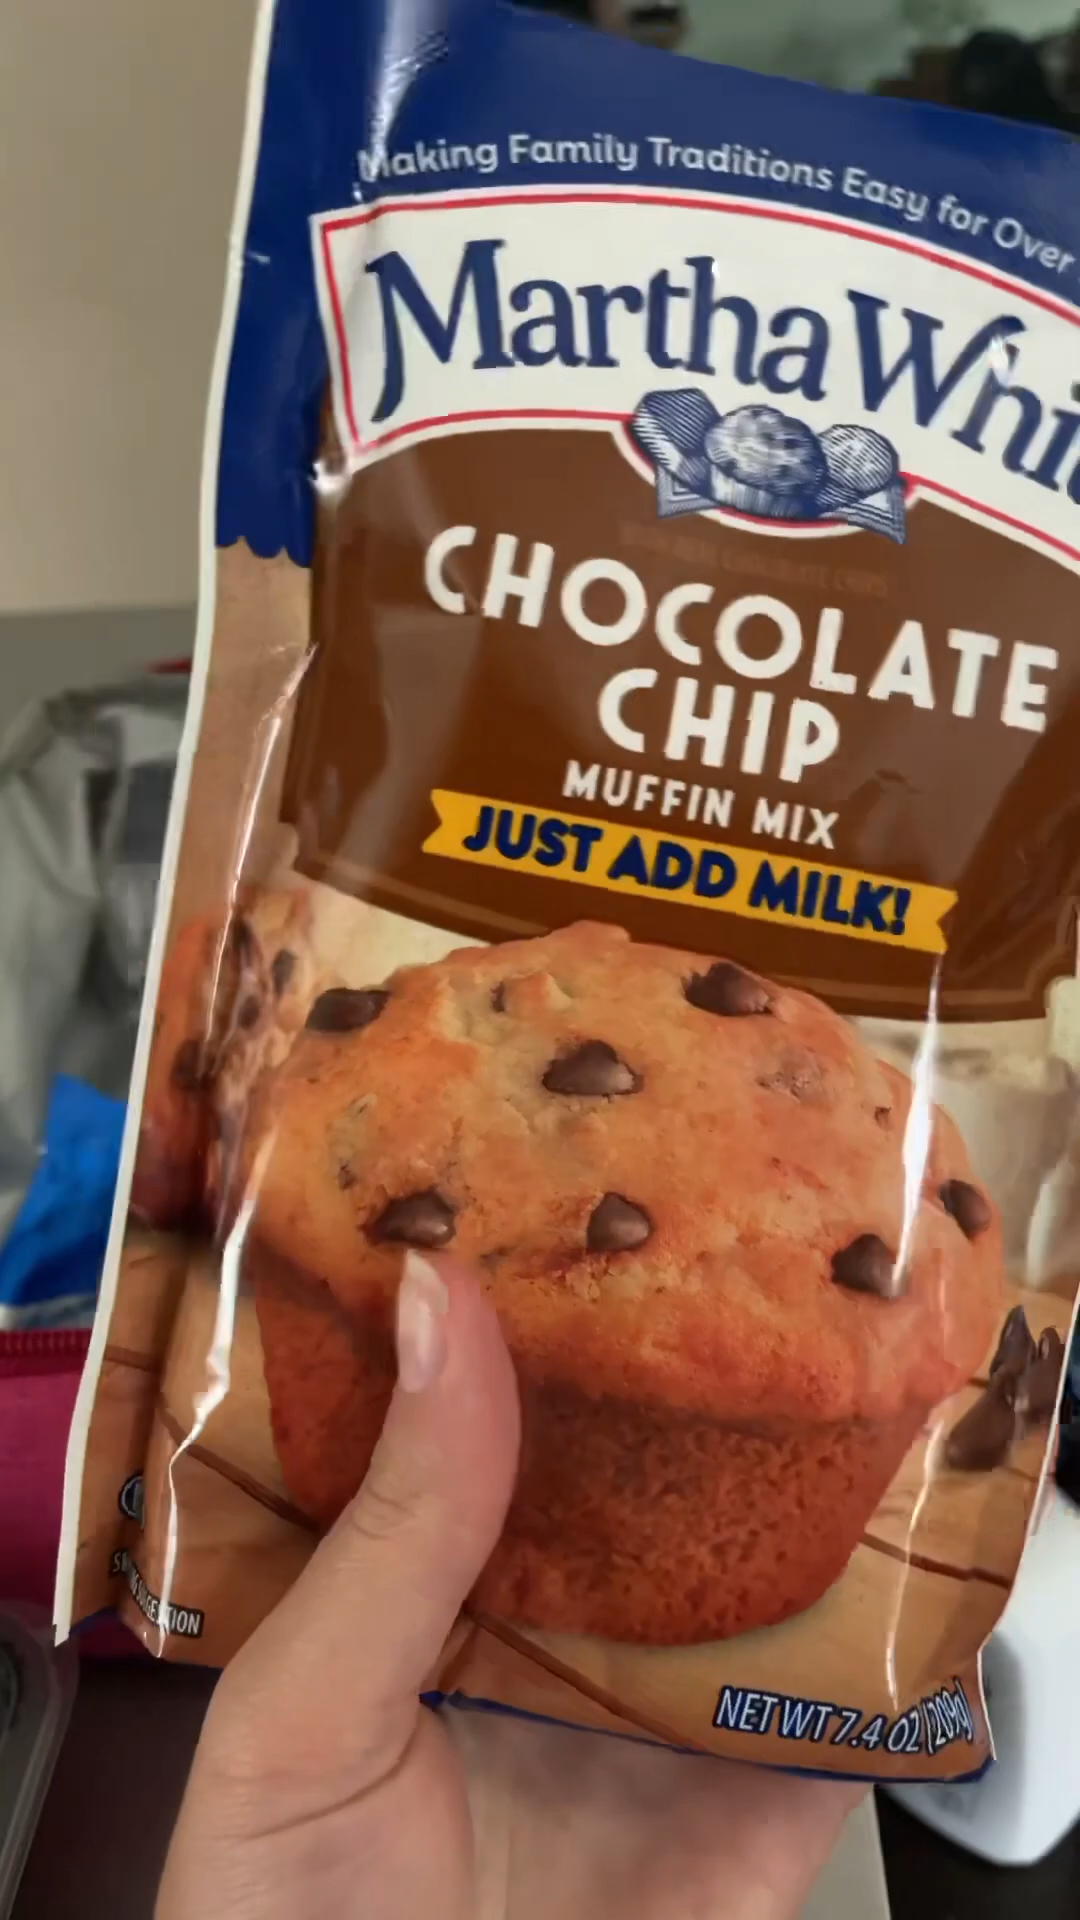 Making Family Traditions Easy for Over
Martha Whi
CHOCOLATE
CHIP
MUFFIN MIX
JUST ADD MILK!
NET WT 7.4 OZ (209g)